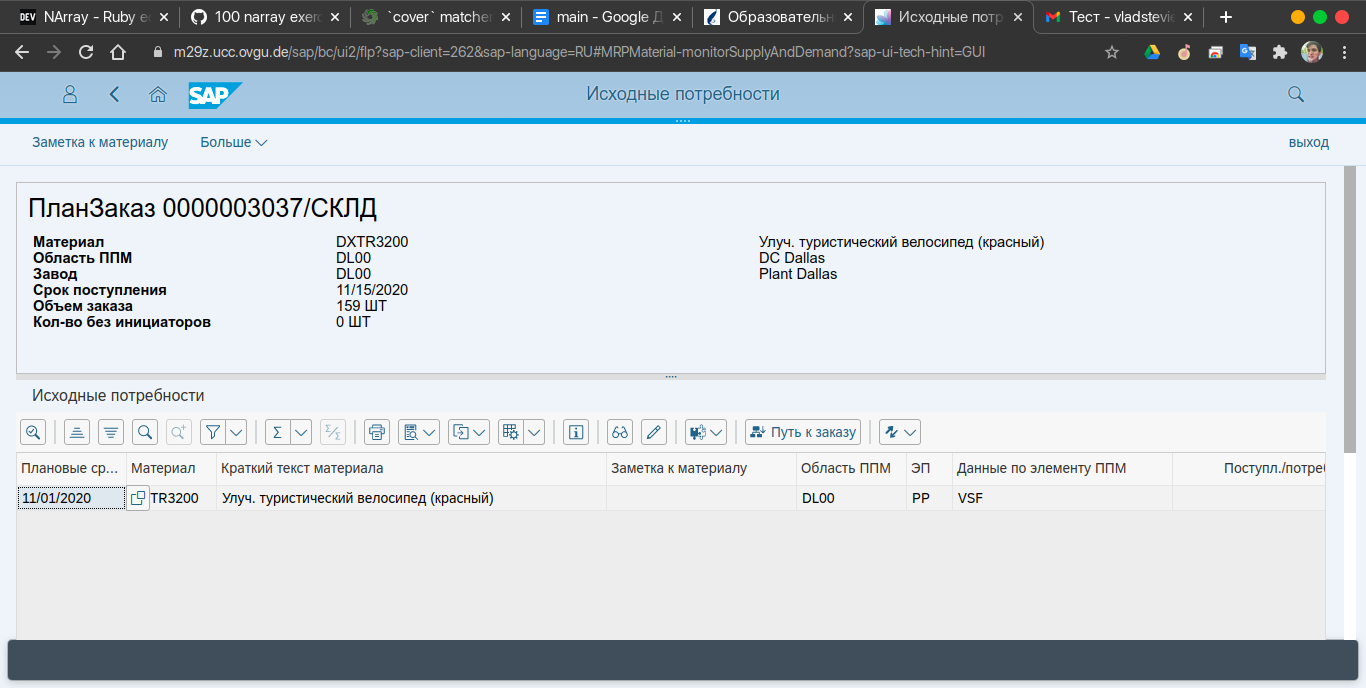 DEV NArray - Ruby e
100 narray exerc
`cover` matcher
main - Google Д
Образовательн
Исходные потр
Тест - vladstevie
m29z.ucc.ovgu.de/sap/bc/ui2/flp?sap-client=262&sap-language=RU#MRPMaterial-monitorSupplyAndDemand?sap-ui-tech-hint=GUI
SAP
Исходные потребности
Заметка к материалу Больше выход
ПланЗаказ 0000003037/СКЛД
Материал DXTR3200 Улуч. туристический велосипед (красный)
Область ППМ DL00 DC Dallas
Завод DL00 Plant Dallas
Срок поступления 11/15/2020
Объем заказа 159 ШТ
Кол-во без инициаторов 0 ШТ
Исходные потребности
Путь к заказу
Плановые ср... Материал Краткий текст материала Заметка к материалу Область ППМ ЭП Данные по элементу ППМ Поступл./потре
11/01/2020 TR3200 Улуч. туристический велосипед (красный) DL00 PP VSF